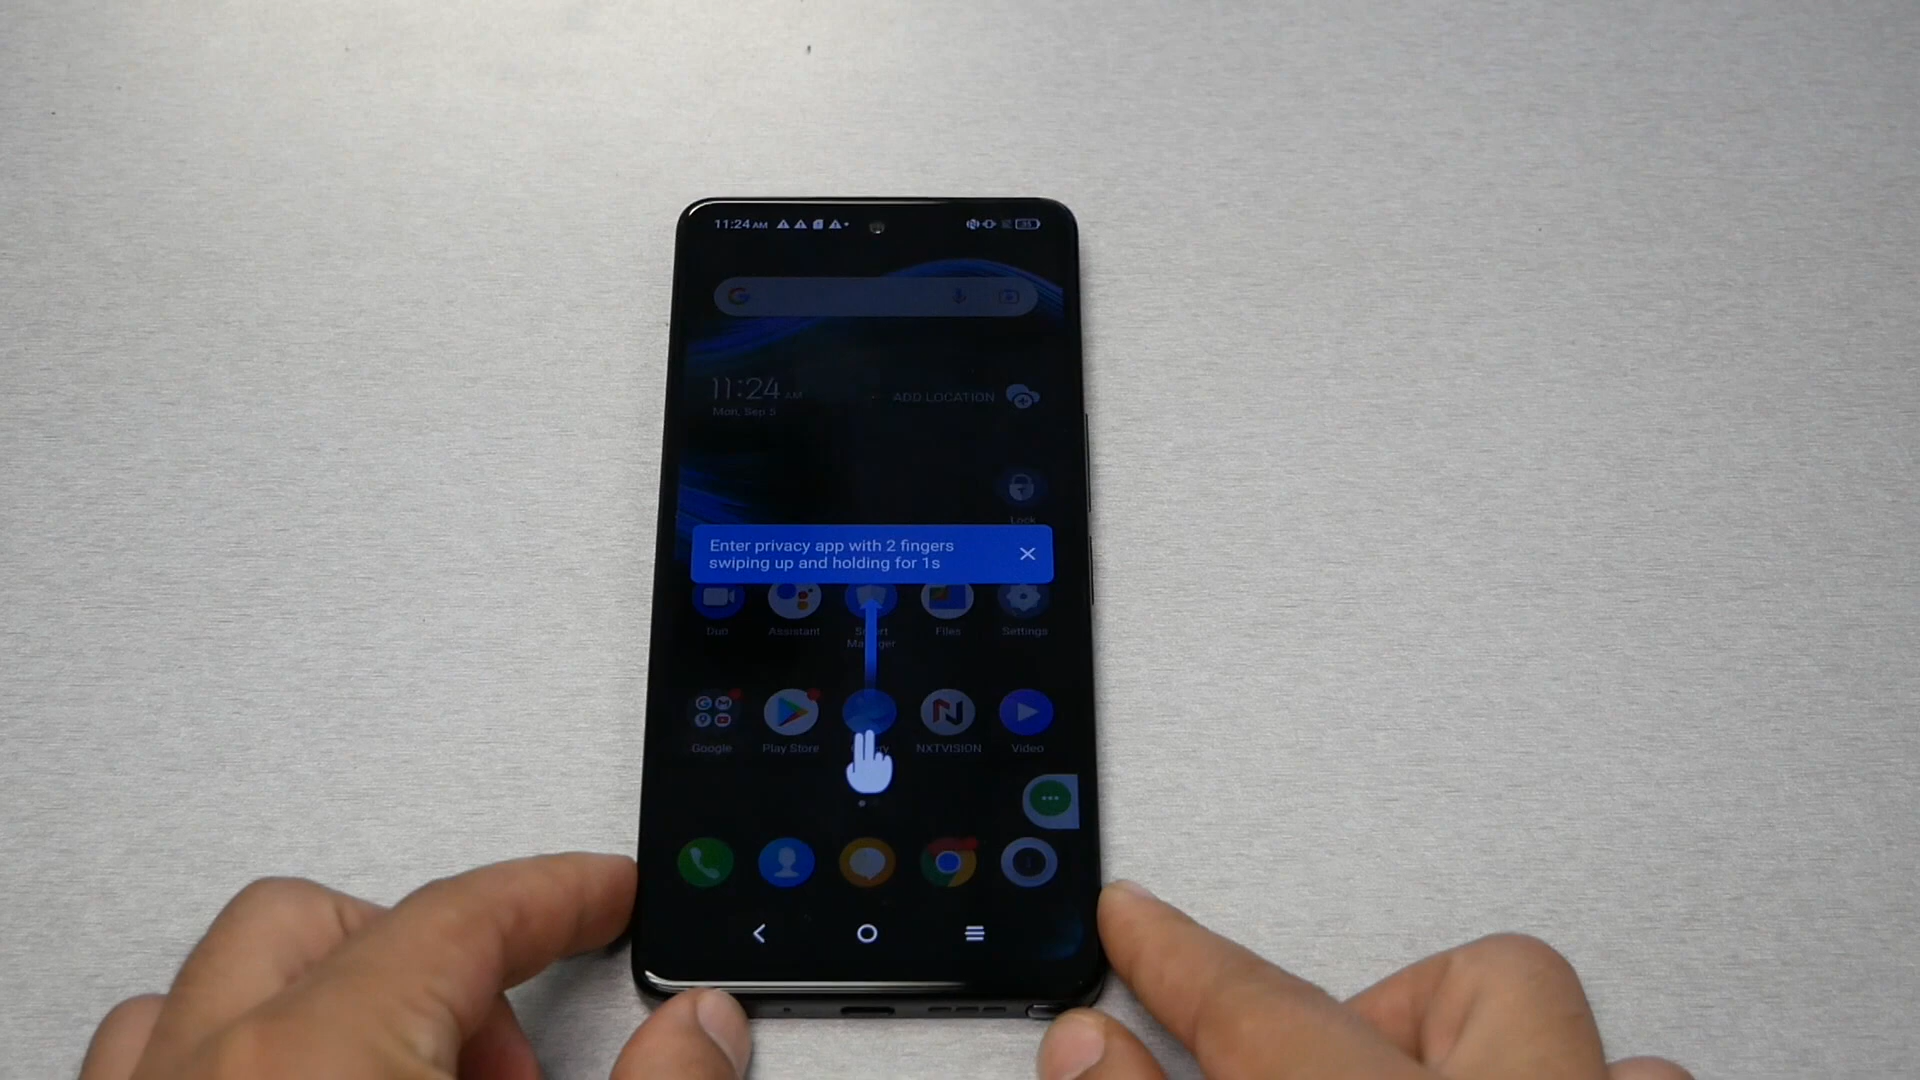 11:24 AM
11:24 AM
ADD LOCATION
Mon, Sep 5
Lock
Enter privacy app with 2 fingers
swiping up and holding for 1s
Duo
Assistant
Files
Settings
Google
Play Store
NXTVISION
Video